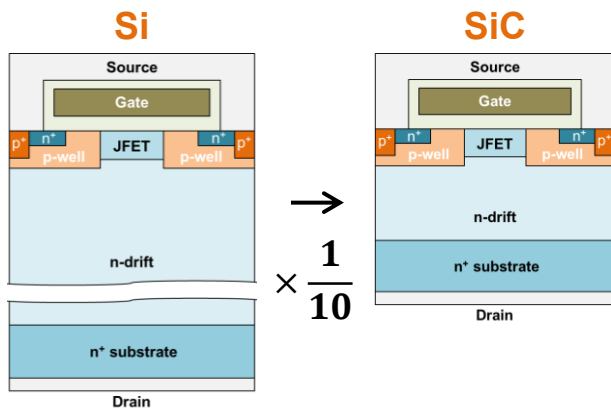 Si
Source
Gate
p+ n+ n+ p+
p-well JFET p-well
n-drift
n+ substrate
Drain
→
× 1/10
SiC
Source
Gate
p+ n+ n+ p+
p-well JFET p-well
n-drift
n+ substrate
Drain